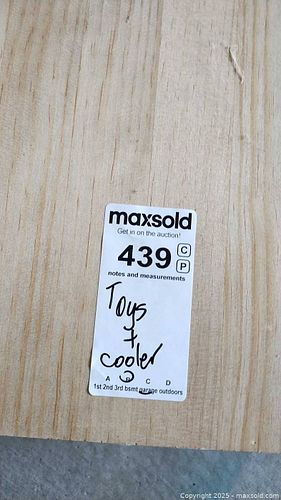 maxsold
Get in on the auction!
439 C
P
notes and measurements
Toys
+
cooler
A C D
1st 2nd 3rd bsmt garage outdoors
Copyright 2025 - maxsold.com